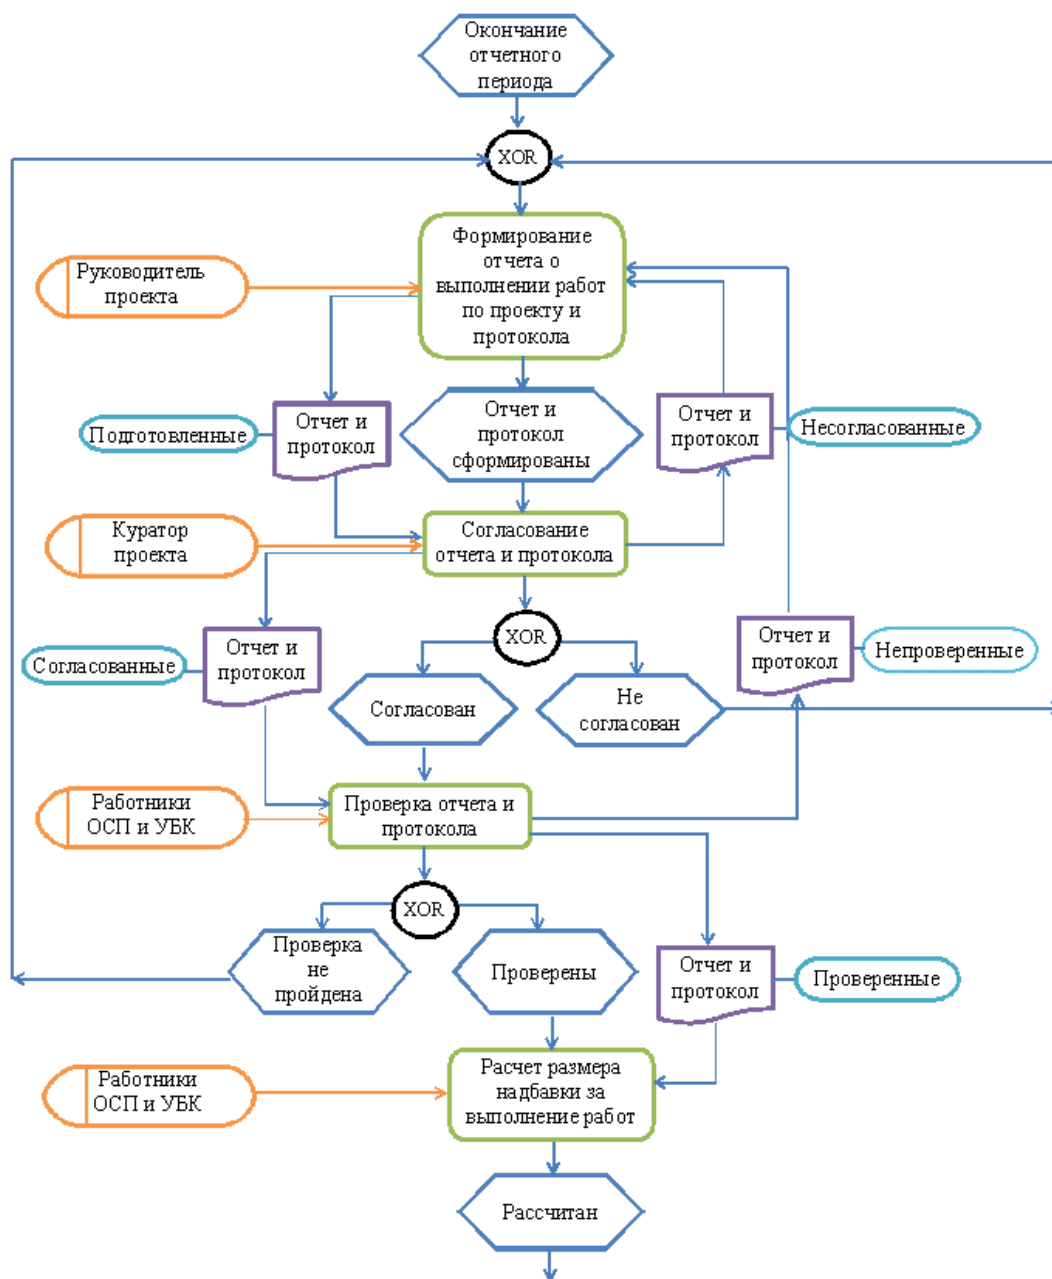 Окончание
отчетного
периода
XOR
Формирование
отчета о
выполнении работ
по проекту и
протокола
Руководитель
проекта
Подготовленные
Отчет и
протокол
Отчет и
протокол
сформированы
Отчет и
протокол
Несогласованные
Куратор
проекта
Согласование
отчета и протокола
XOR
Согласованные
Отчет и
протокол
Согласован
Не
согласован
Отчет и
протокол
Непроверенные
Работники
ОСП и УБК
Проверка отчета и
протокола
XOR
Проверка
не
пройдена
Проверены
Отчет и
протокол
Проверенные
Работники
ОСП и УБК
Расчет размера
надбавки за
выполнение работ
Рассчитан